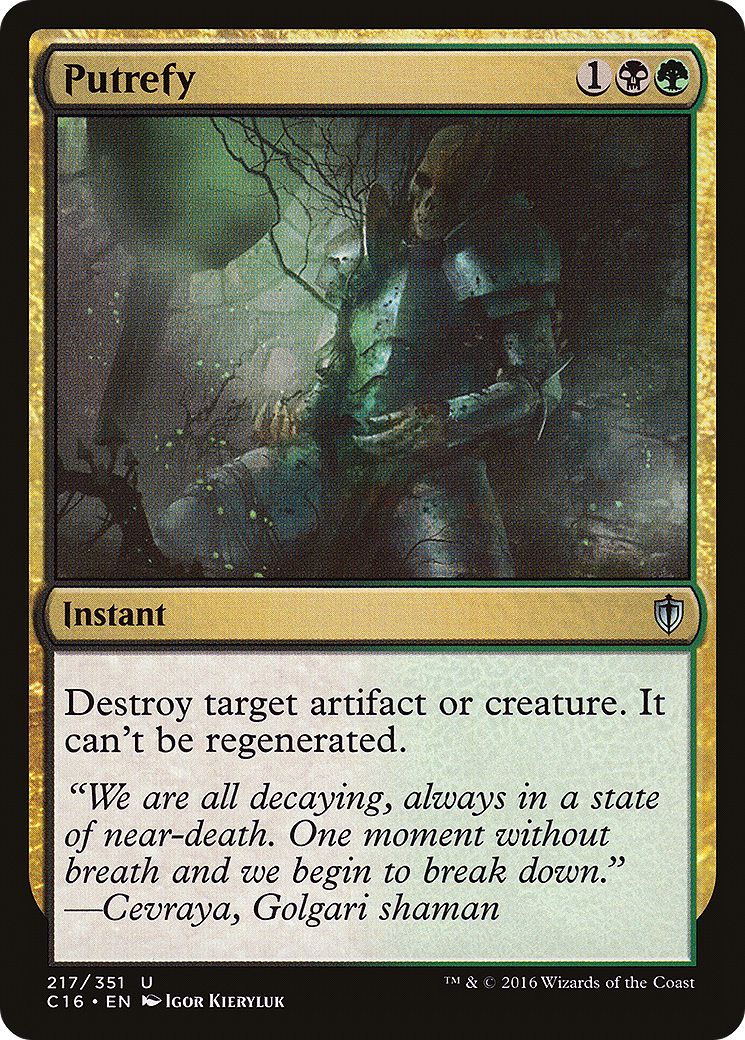 Putrefy
1
Instant
Destroy target artifact or creature. It
can't be regenerated.
“We are all decaying, always in a state
of near-death. One moment without
breath and we begin to break down.”
—Cevraya, Golgari shaman
217/351 U
™ & © 2016 Wizards of the Coast
C16 • EN Igor Kieryluk